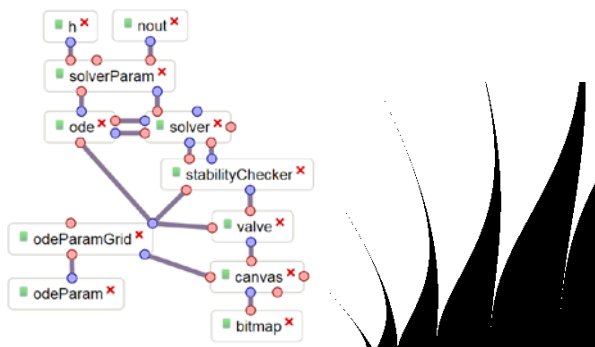 h nout
solverParam
ode solver
stabilityChecker
odeParamGrid valve
odeParam canvas
bitmap